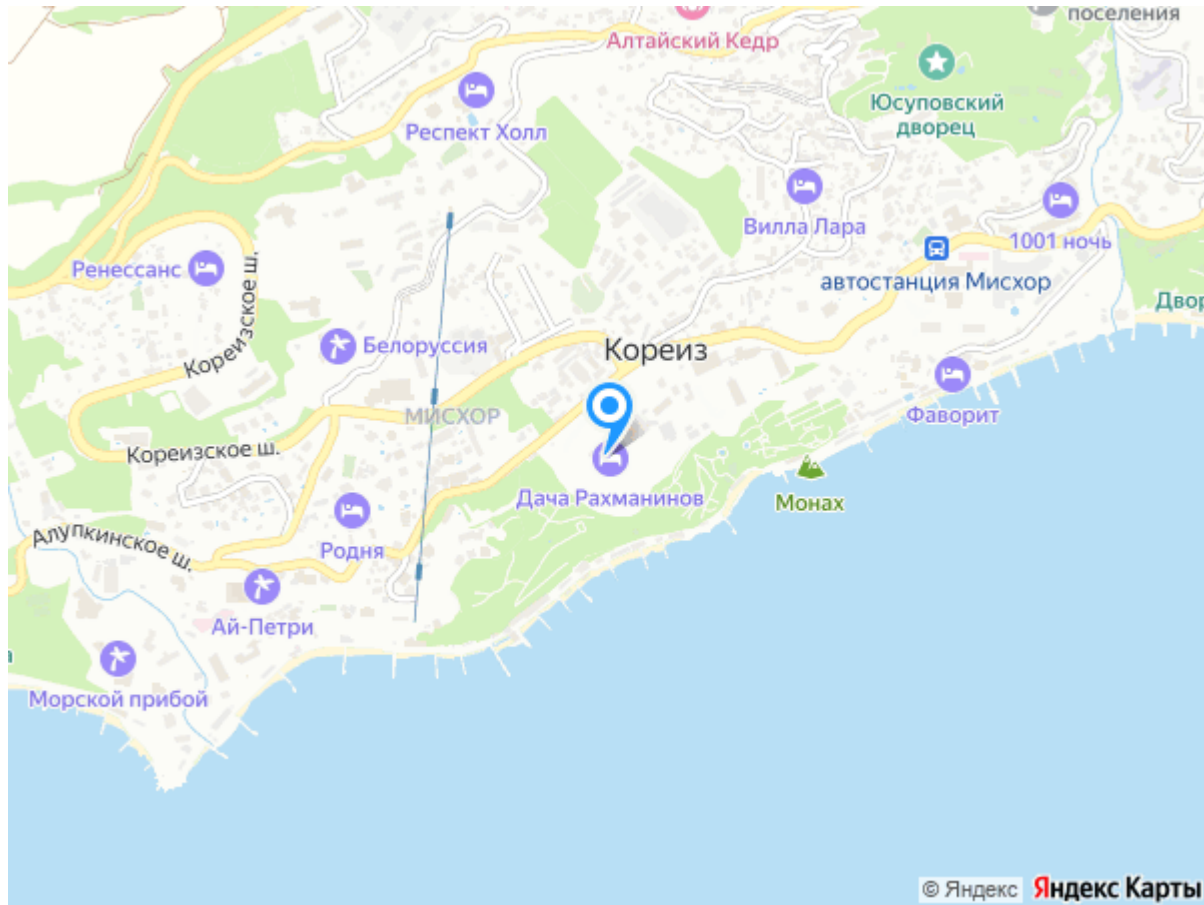 поселения
Алтайский Кедр
Юсуповский
дворец
Респект Холл
Вилла Лара
1001 ночь
Ренессанс
автостанция Мисхор
Двор
Кореизское ш.
Белоруссия
Кореиз
Фаворит
МИСХОР
Кореизское ш.
Дача Рахманинов
Монах
Алупкинское ш.
Родня
Ай-Петри
а
Морской прибой
© Яндекс Яндекс Карты